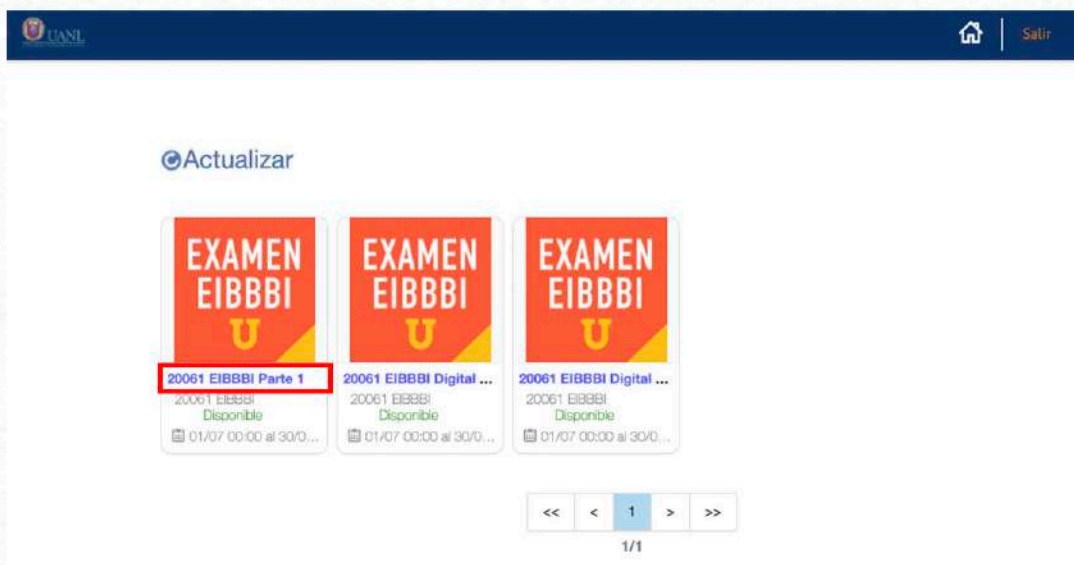 UANL
Salir
Actualizar
EXAMEN
EIBBBI
U
20061 EIBBBI Parte 1
20061 EIBBBI
Disponible
01/07 00:00 al 30/0...
EXAMEN
EIBBBI
U
20061 EIBBBI Digital ...
20061 EIBBBI
Disponible
01/07 00:00 al 30/0...
EXAMEN
EIBBBI
U
20061 EIBBBI Digital ...
20061 EIBBBI
Disponible
01/07 00:00 al 30/0...
<< < 1 > >>
1/1